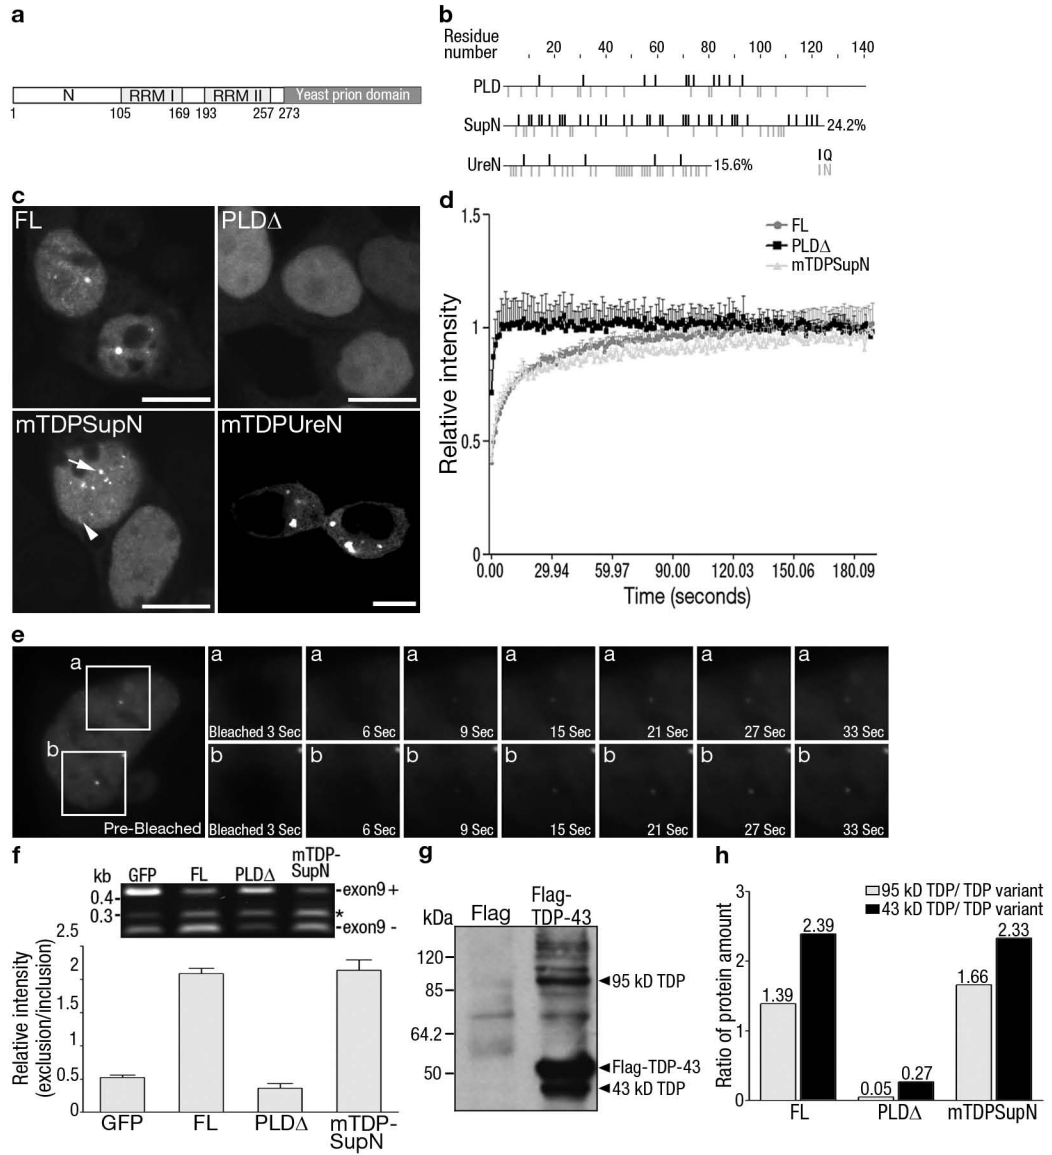 a
N RRM I RRM II Yeast prion domain
1 105 169 193 257 273
b
Residue number 20 40 60 80 100 120 140
PLD
SupN 24.2%
UreN 15.6%
Q
N
c
FL PLDΔ
mTDPSupN mTDPUreN
d
1.5
1
0.5
0
Relative intensity
FL
PLDΔ
mTDPSupN
0.00 29.94 59.97 90.00 120.03 150.06 180.09
Time (seconds)
e
a
b
Pre-Bleached
a a a a a a a
Bleached 3 Sec 6 Sec 9 Sec 15 Sec 21 Sec 27 Sec 33 Sec
b b b b b b b
Bleached 3 Sec 6 Sec 9 Sec 15 Sec 21 Sec 27 Sec 33 Sec
f
kb GFP FL PLDΔ mTDP-SupN
0.4
0.3
exon9 +
*
exon9 -
2.5
2
1.5
1
0.5
0
Relative intensity
(exclusion/inclusion)
GFP FL PLDΔ mTDP-SupN
g
kDa Flag Flag-TDP-43
120
85
64.2
50
95 kD TDP
Flag-TDP-43
43 kD TDP
h
95 kD TDP/ TDP variant
43 kD TDP/ TDP variant
Ratio of protein amount
3
2
1
0
1.39 2.39 0.05 0.27 1.66 2.33
FL PLDΔ mTDPSupN